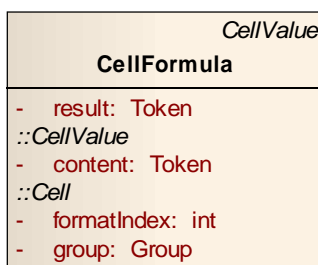 CellValue
CellFormula
- result: Token
::CellValue
- content: Token
::Cell
- formatIndex: int
- group: Group